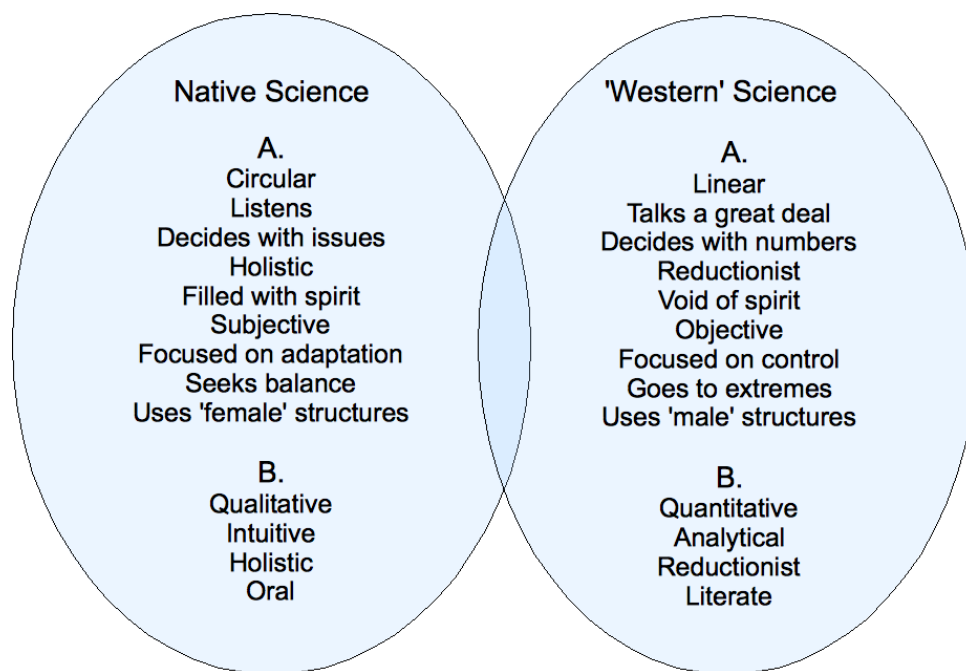 Native Science
A.
Circular
Listens
Decides with issues
Holistic
Filled with spirit
Subjective
Focused on adaptation
Seeks balance
Uses 'female' structures
B.
Qualitative
Intuitive
Holistic
Oral
'Western' Science
A.
Linear
Talks a great deal
Decides with numbers
Reductionist
Void of spirit
Objective
Focused on control
Goes to extremes
Uses 'male' structures
B.
Quantitative
Analytical
Reductionist
Literate